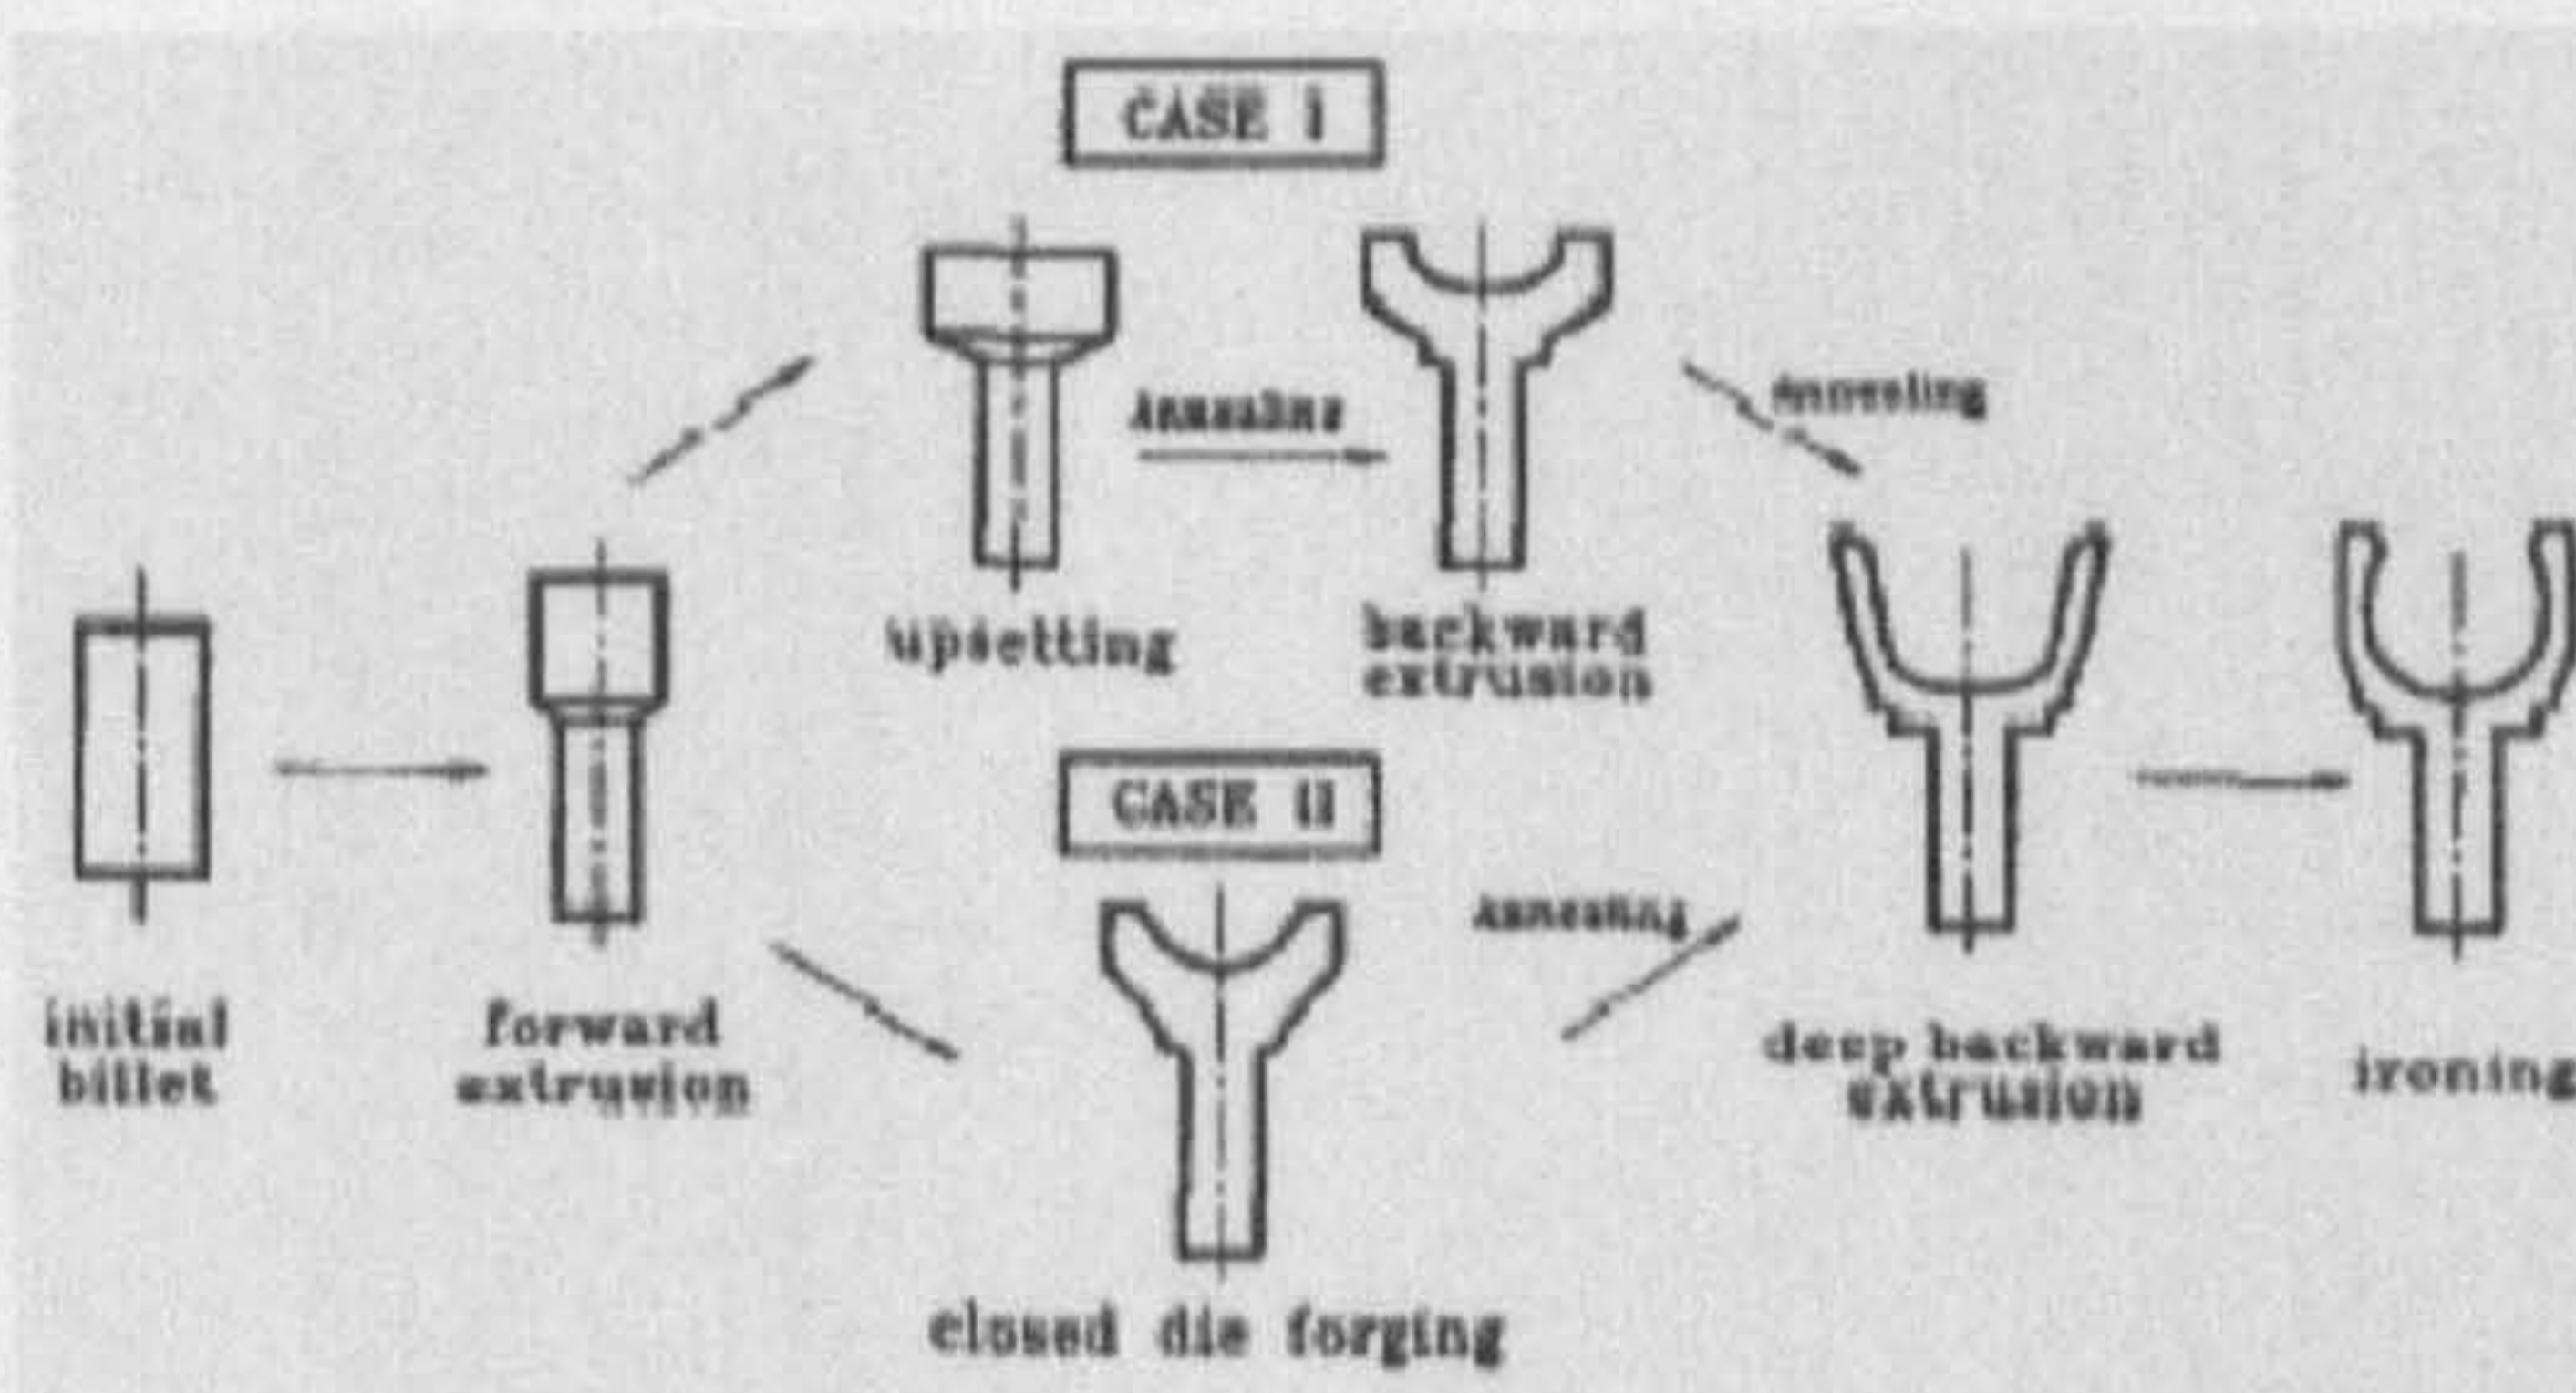 CASE I
Annealing
Annealing
upsetting
backward
extrusion
CASE II
Annealing
initial
billet
forward
extrusion
deep backward
extrusion
ironing
closed die forging